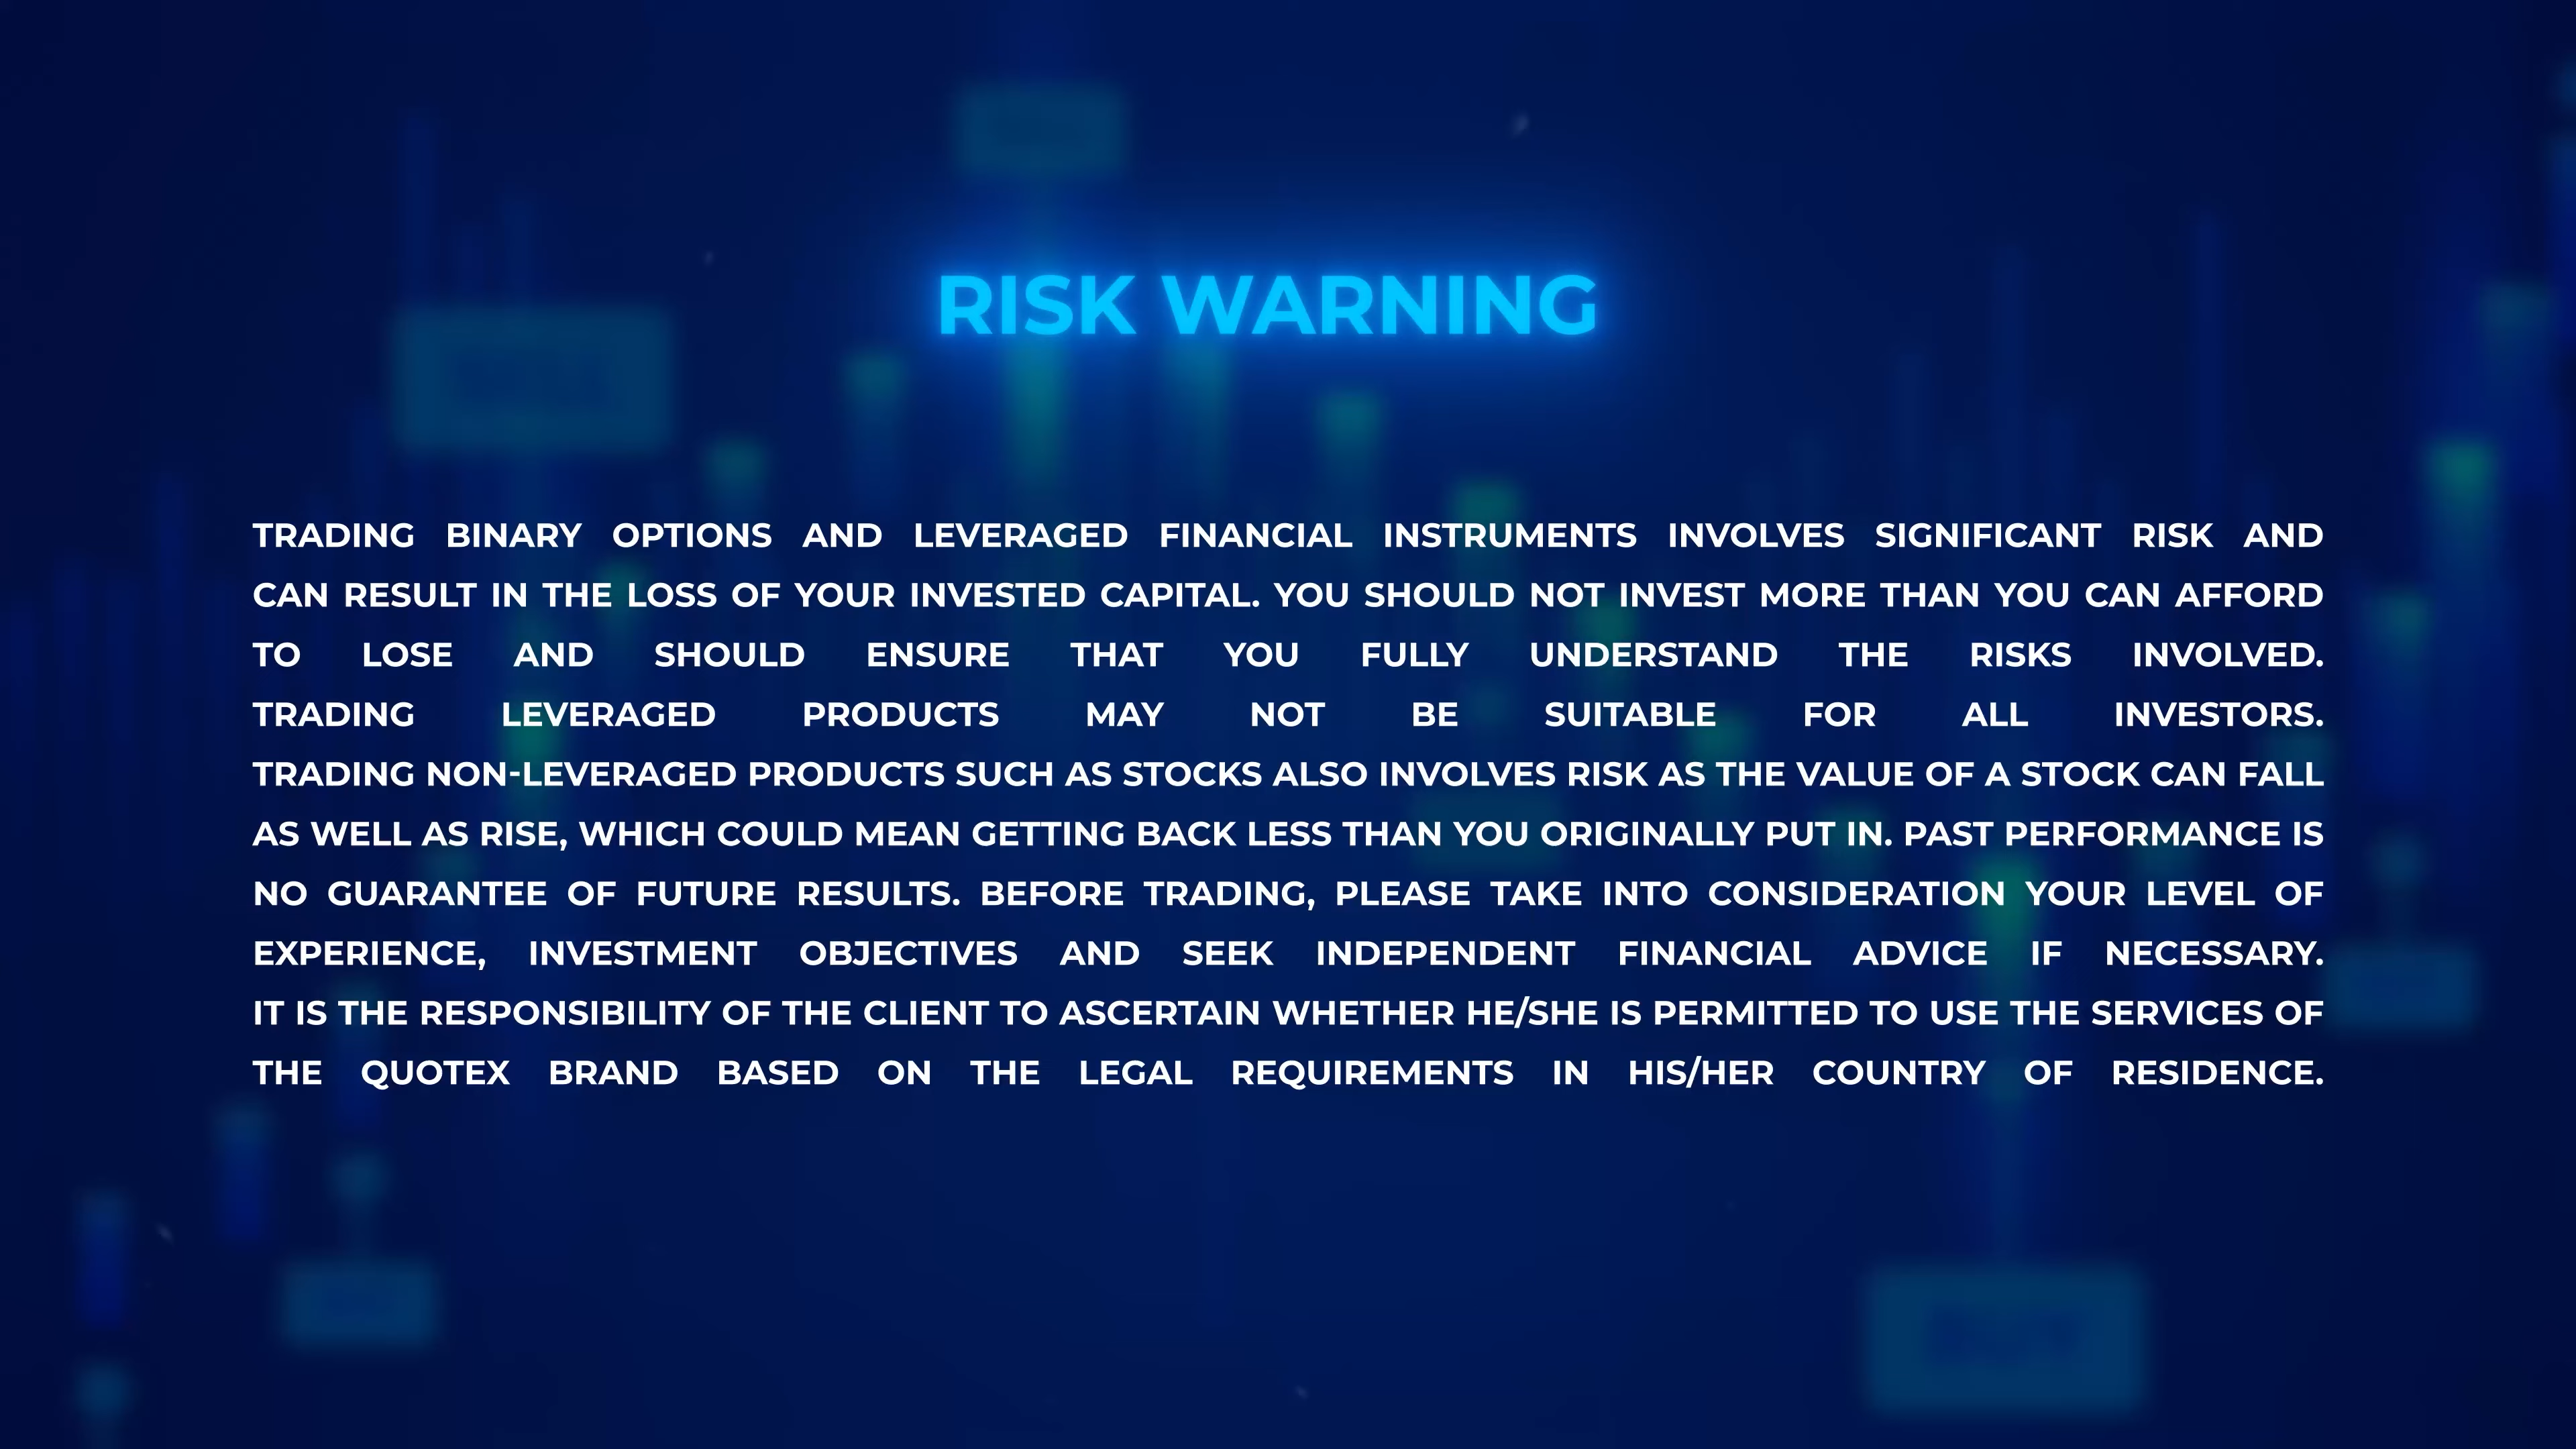 RISK WARNING
TRADING BINARY OPTIONS AND LEVERAGED FINANCIAL INSTRUMENTS INVOLVES SIGNIFICANT RISK AND
CAN RESULT IN THE LOSS OF YOUR INVESTED CAPITAL. YOU SHOULD NOT INVEST MORE THAN YOU CAN AFFORD
TO LOSE AND SHOULD ENSURE THAT YOU FULLY UNDERSTAND THE RISKS INVOLVED.
TRADING LEVERAGED PRODUCTS MAY NOT BE SUITABLE FOR ALL INVESTORS.
TRADING NON-LEVERAGED PRODUCTS SUCH AS STOCKS ALSO INVOLVES RISK AS THE VALUE OF A STOCK CAN FALL
AS WELL AS RISE, WHICH COULD MEAN GETTING BACK LESS THAN YOU ORIGINALLY PUT IN. PAST PERFORMANCE IS
NO GUARANTEE OF FUTURE RESULTS. BEFORE TRADING, PLEASE TAKE INTO CONSIDERATION YOUR LEVEL OF
EXPERIENCE, INVESTMENT OBJECTIVES AND SEEK INDEPENDENT FINANCIAL ADVICE IF NECESSARY.
IT IS THE RESPONSIBILITY OF THE CLIENT TO ASCERTAIN WHETHER HE/SHE IS PERMITTED TO USE THE SERVICES OF
THE QUOTEX BRAND BASED ON THE LEGAL REQUIREMENTS IN HIS/HER COUNTRY OF RESIDENCE.